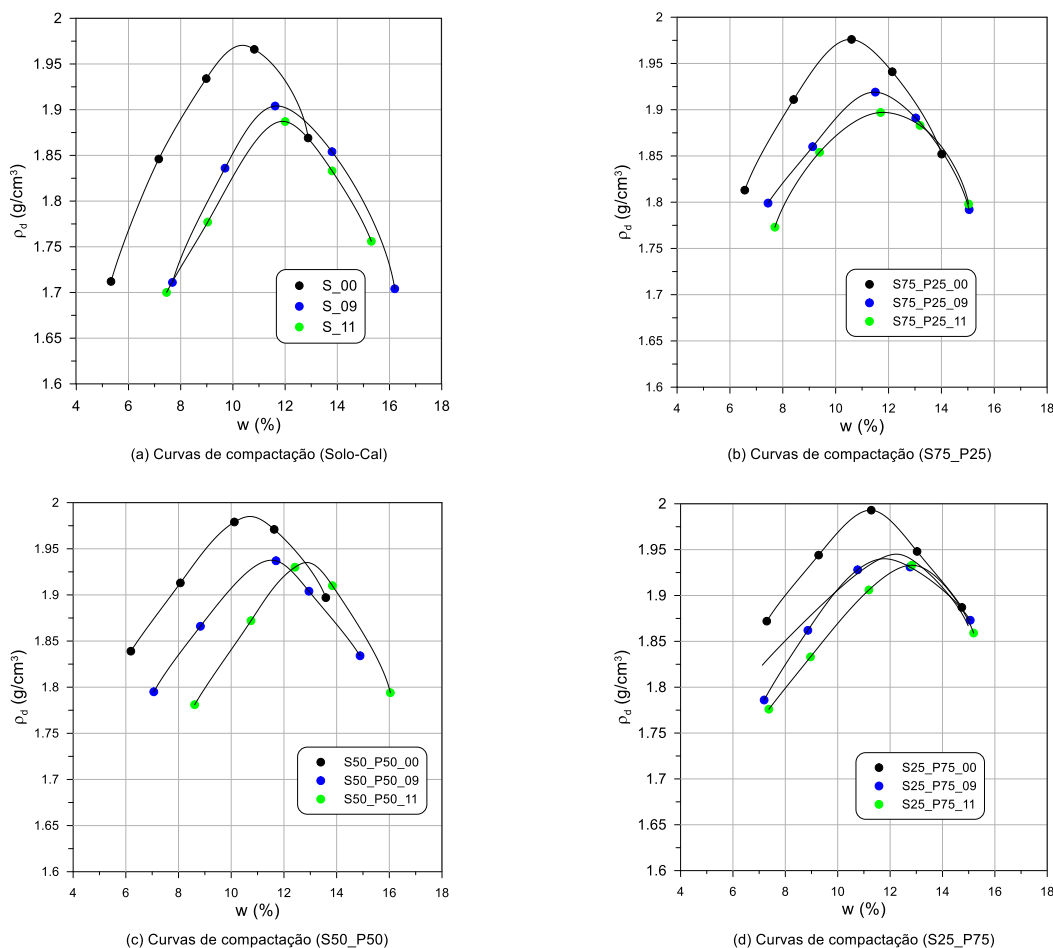 2
1.95
1.9
1.85
1.8
1.75
1.7
1.65
1.6
ρd (g/cm³)
4 6 8 10 12 14 16 18
w (%)
S_00
S_09
S_11
(a) Curvas de compactação (Solo-Cal)
2
1.95
1.9
1.85
1.8
1.75
1.7
1.65
1.6
ρd (g/cm³)
4 6 8 10 12 14 16 18
w (%)
S75_P25_00
S75_P25_09
S75_P25_11
(b) Curvas de compactação (S75_P25)
2
1.95
1.9
1.85
1.8
1.75
1.7
1.65
1.6
ρd (g/cm³)
4 6 8 10 12 14 16 18
w (%)
S50_P50_00
S50_P50_09
S50_P50_11
(c) Curvas de compactação (S50_P50)
2
1.95
1.9
1.85
1.8
1.75
1.7
1.65
1.6
ρd (g/cm³)
4 6 8 10 12 14 16 18
w (%)
S25_P75_00
S25_P75_09
S25_P75_11
(d) Curvas de compactação (S25_P75)